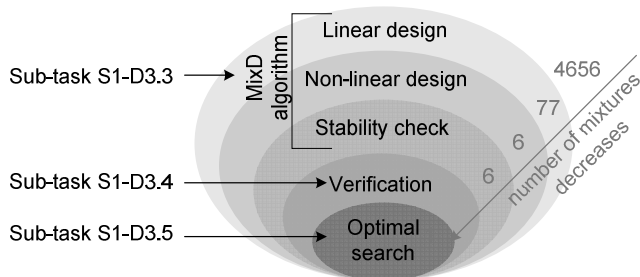 Linear design
MixD
algorithm
Sub-task S1-D3.3
Non-linear design
Stability check
4656
77
6
6
number of mixtures
decreases
Sub-task S1-D3.4
Verification
Sub-task S1-D3.5
Optimal
search